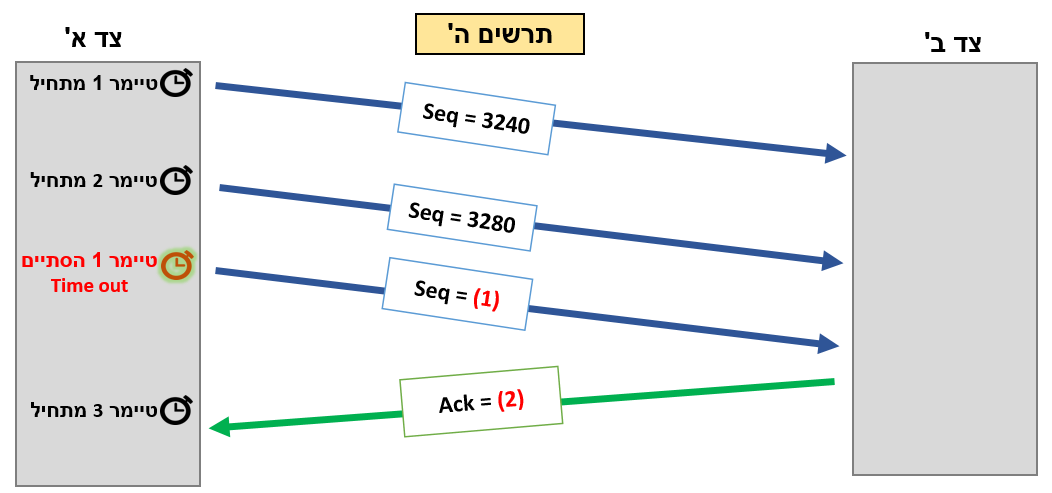 תרשים ה'
צד א'
צד ב'
טיימר 1 מתחיל
Seq = 3240
טיימר 2 מתחיל
Seq = 3280
טיימר 1 הסתיים
Time out
Seq = (1)
Ack = (2)
טיימר 3 מתחיל